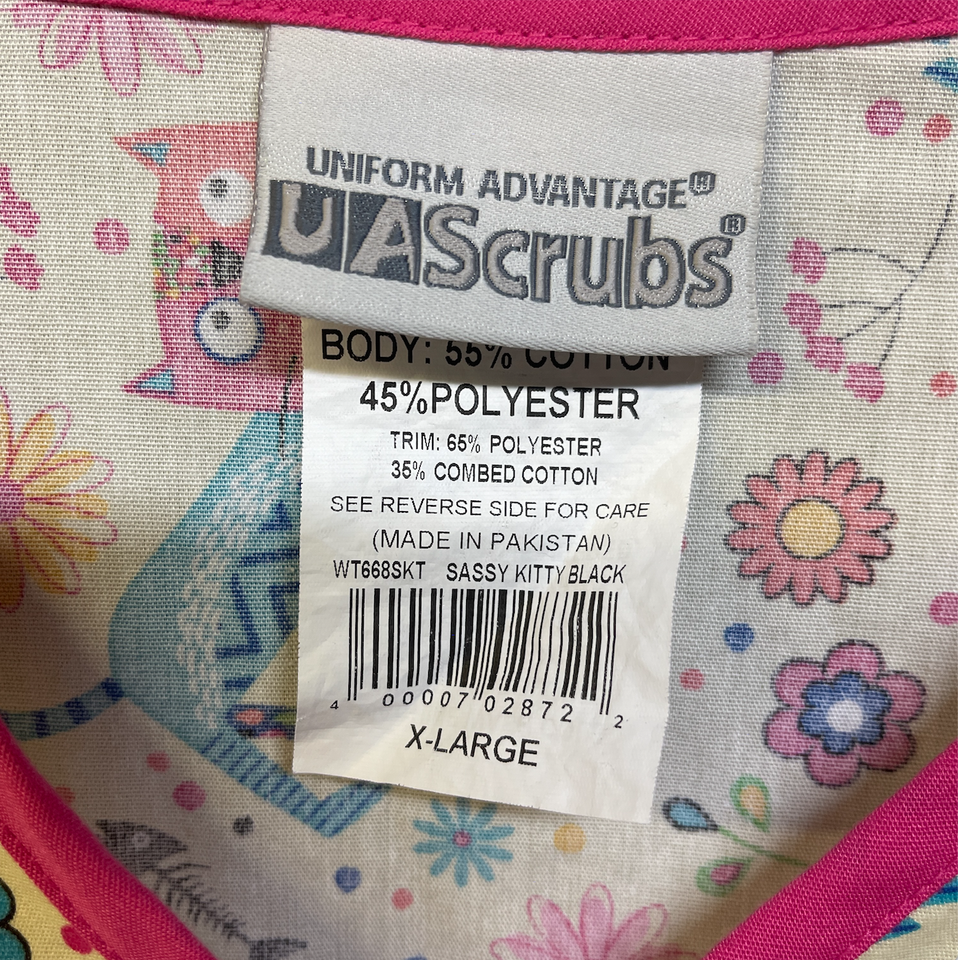 UNIFORM ADVANTAGE®
UAScrubs®
BODY: 55% COTTON
45%POLYESTER
TRIM: 65% POLYESTER
35% COMBED COTTON
SEE REVERSE SIDE FOR CARE
(MADE IN PAKISTAN)
WT668SKT SASSY KITTY BLACK
4 00007 02872 2
X-LARGE